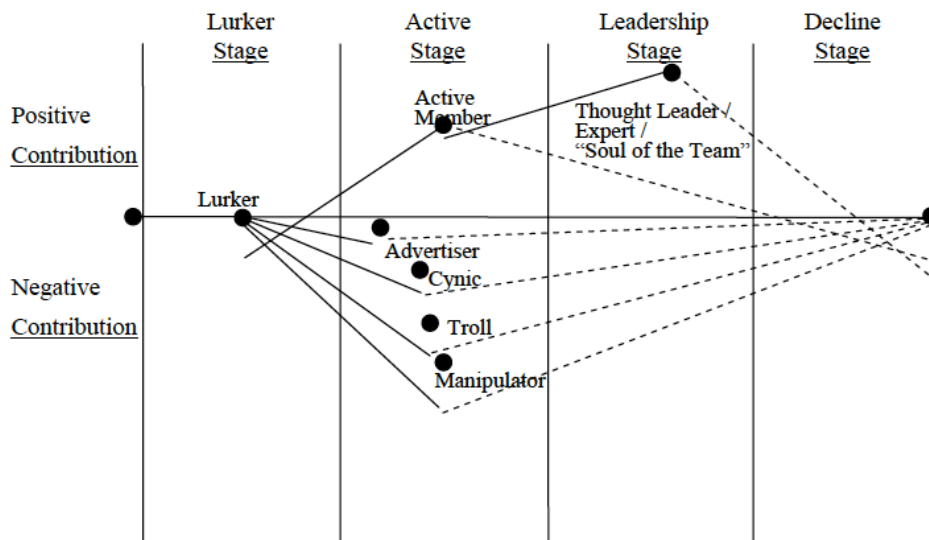 Lurker
Stage
Active
Stage
Leadership
Stage
Decline
Stage
Positive
Contribution
Active
Member
Thought Leader /
Expert /
“Soul of the Team”
Lurker
Advertiser
Cynic
Negative
Contribution
Troll
Manipulator